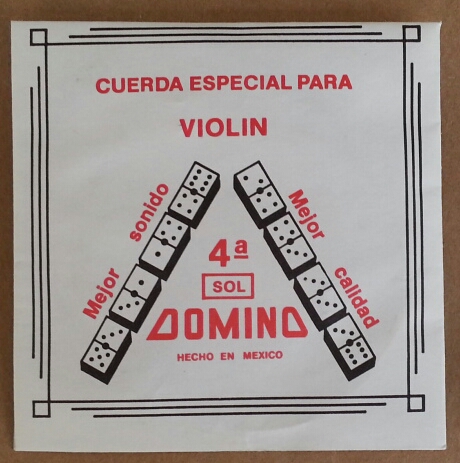 CUERDA ESPECIAL PARA
VIOLIN
Mejor sonido
Mejor calidad
4ª
SOL
DOMINO
HECHO EN MEXICO